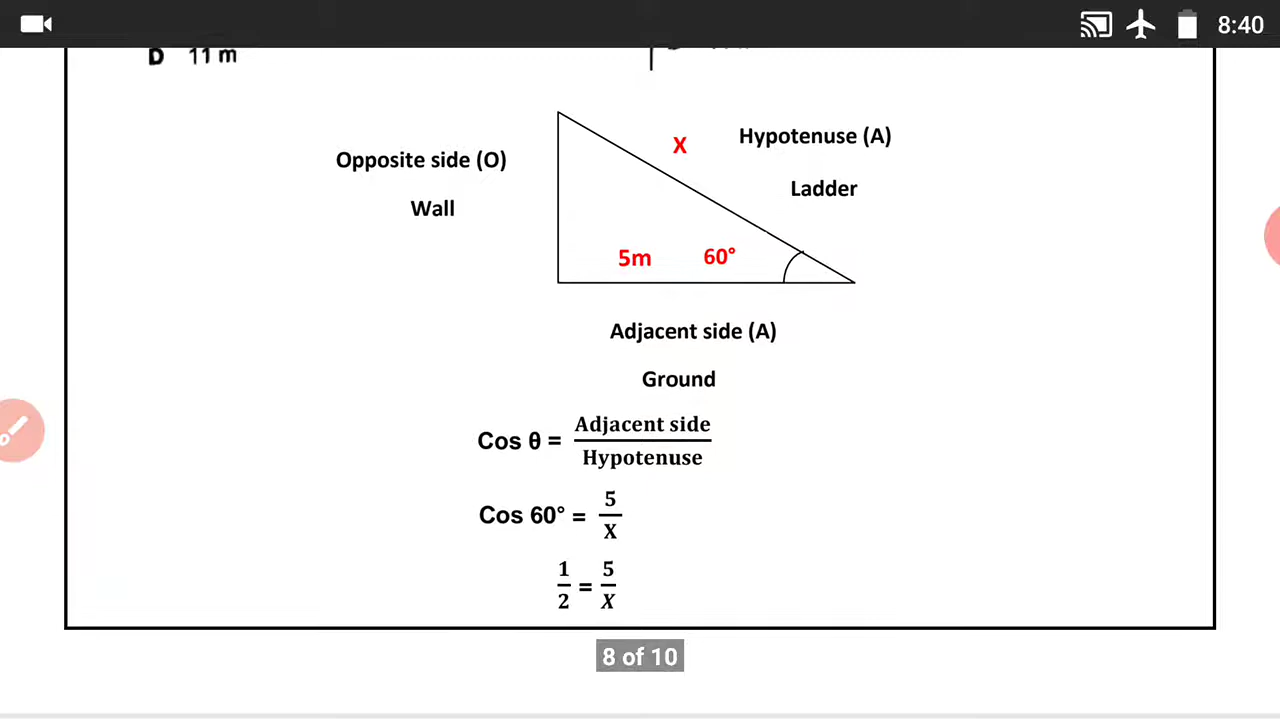 8:40
D 11 m
X
Hypotenuse (A)
Opposite side (O)
Ladder
Wall
5m
60°
Adjacent side (A)
Ground
Cos θ = Adjacent side / Hypotenuse
Cos 60° = 5 / X
1 / 2 = 5 / X
8 of 10